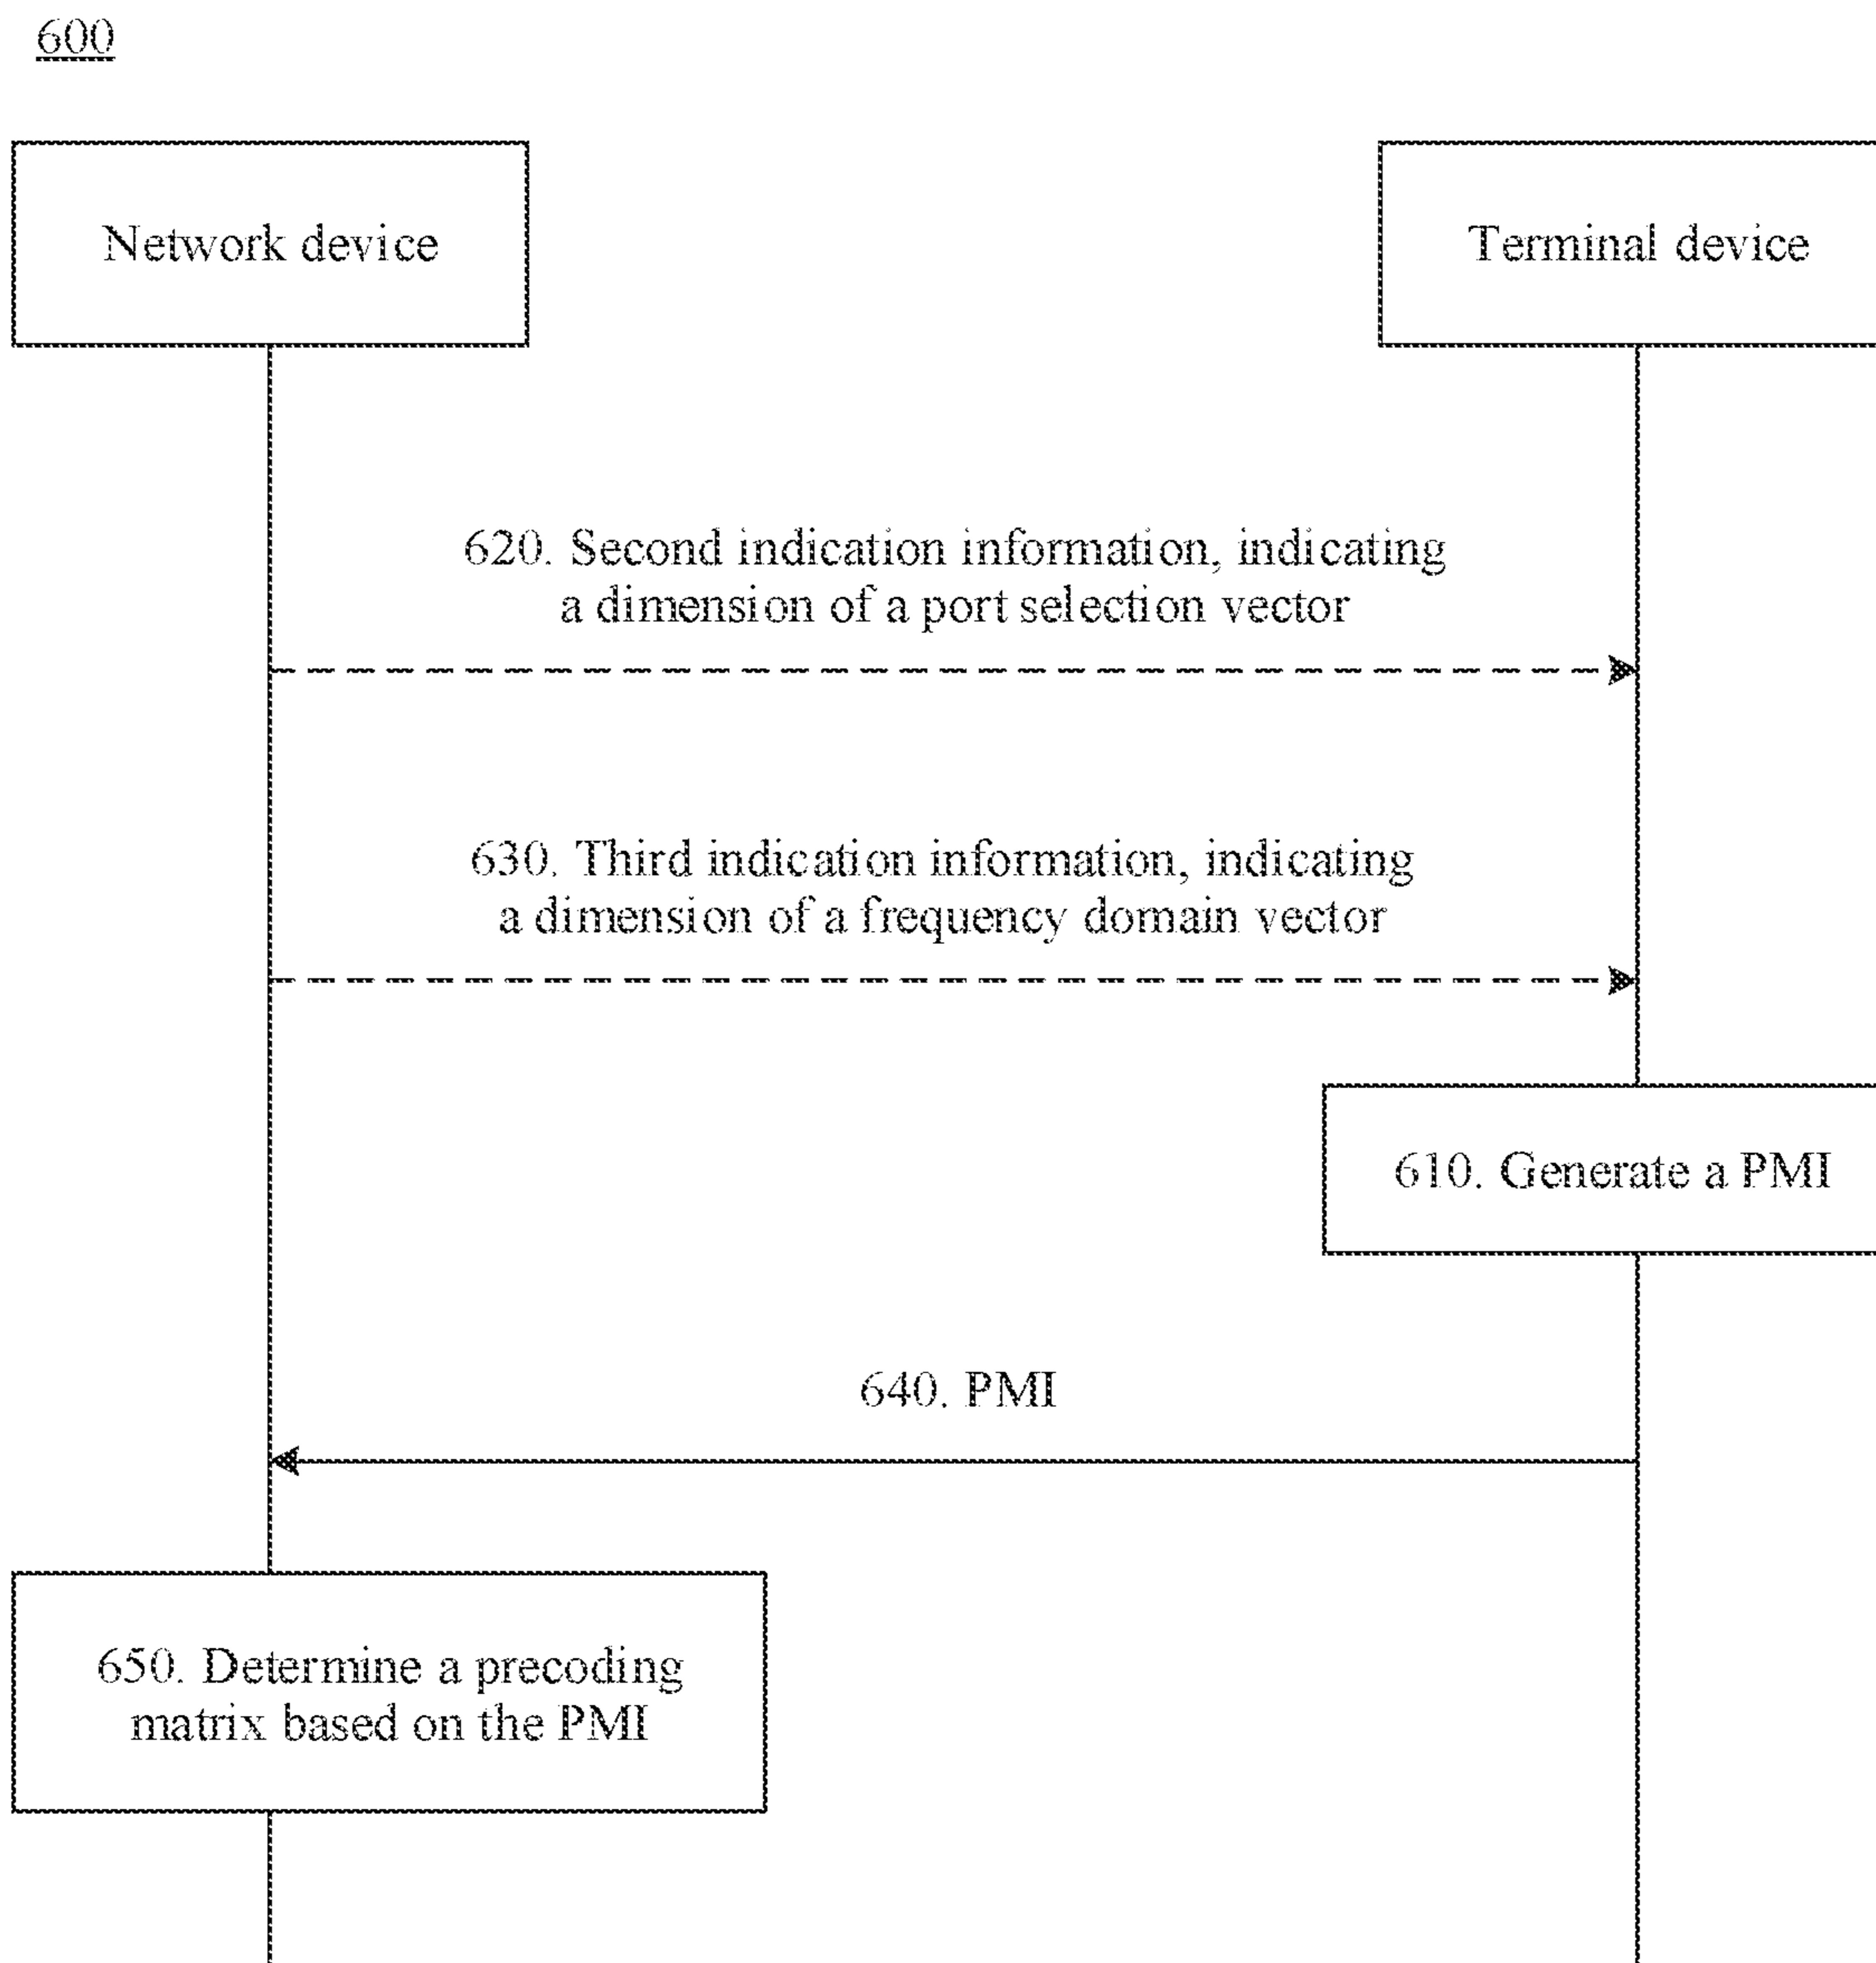 600
Network device
Terminal device
620. Second indication information, indicating
a dimension of a port selection vector
630. Third indication information, indicating
a dimension of a frequency domain vector
610. Generate a PMI
640. PMI
650. Determine a precoding
matrix based on the PMI